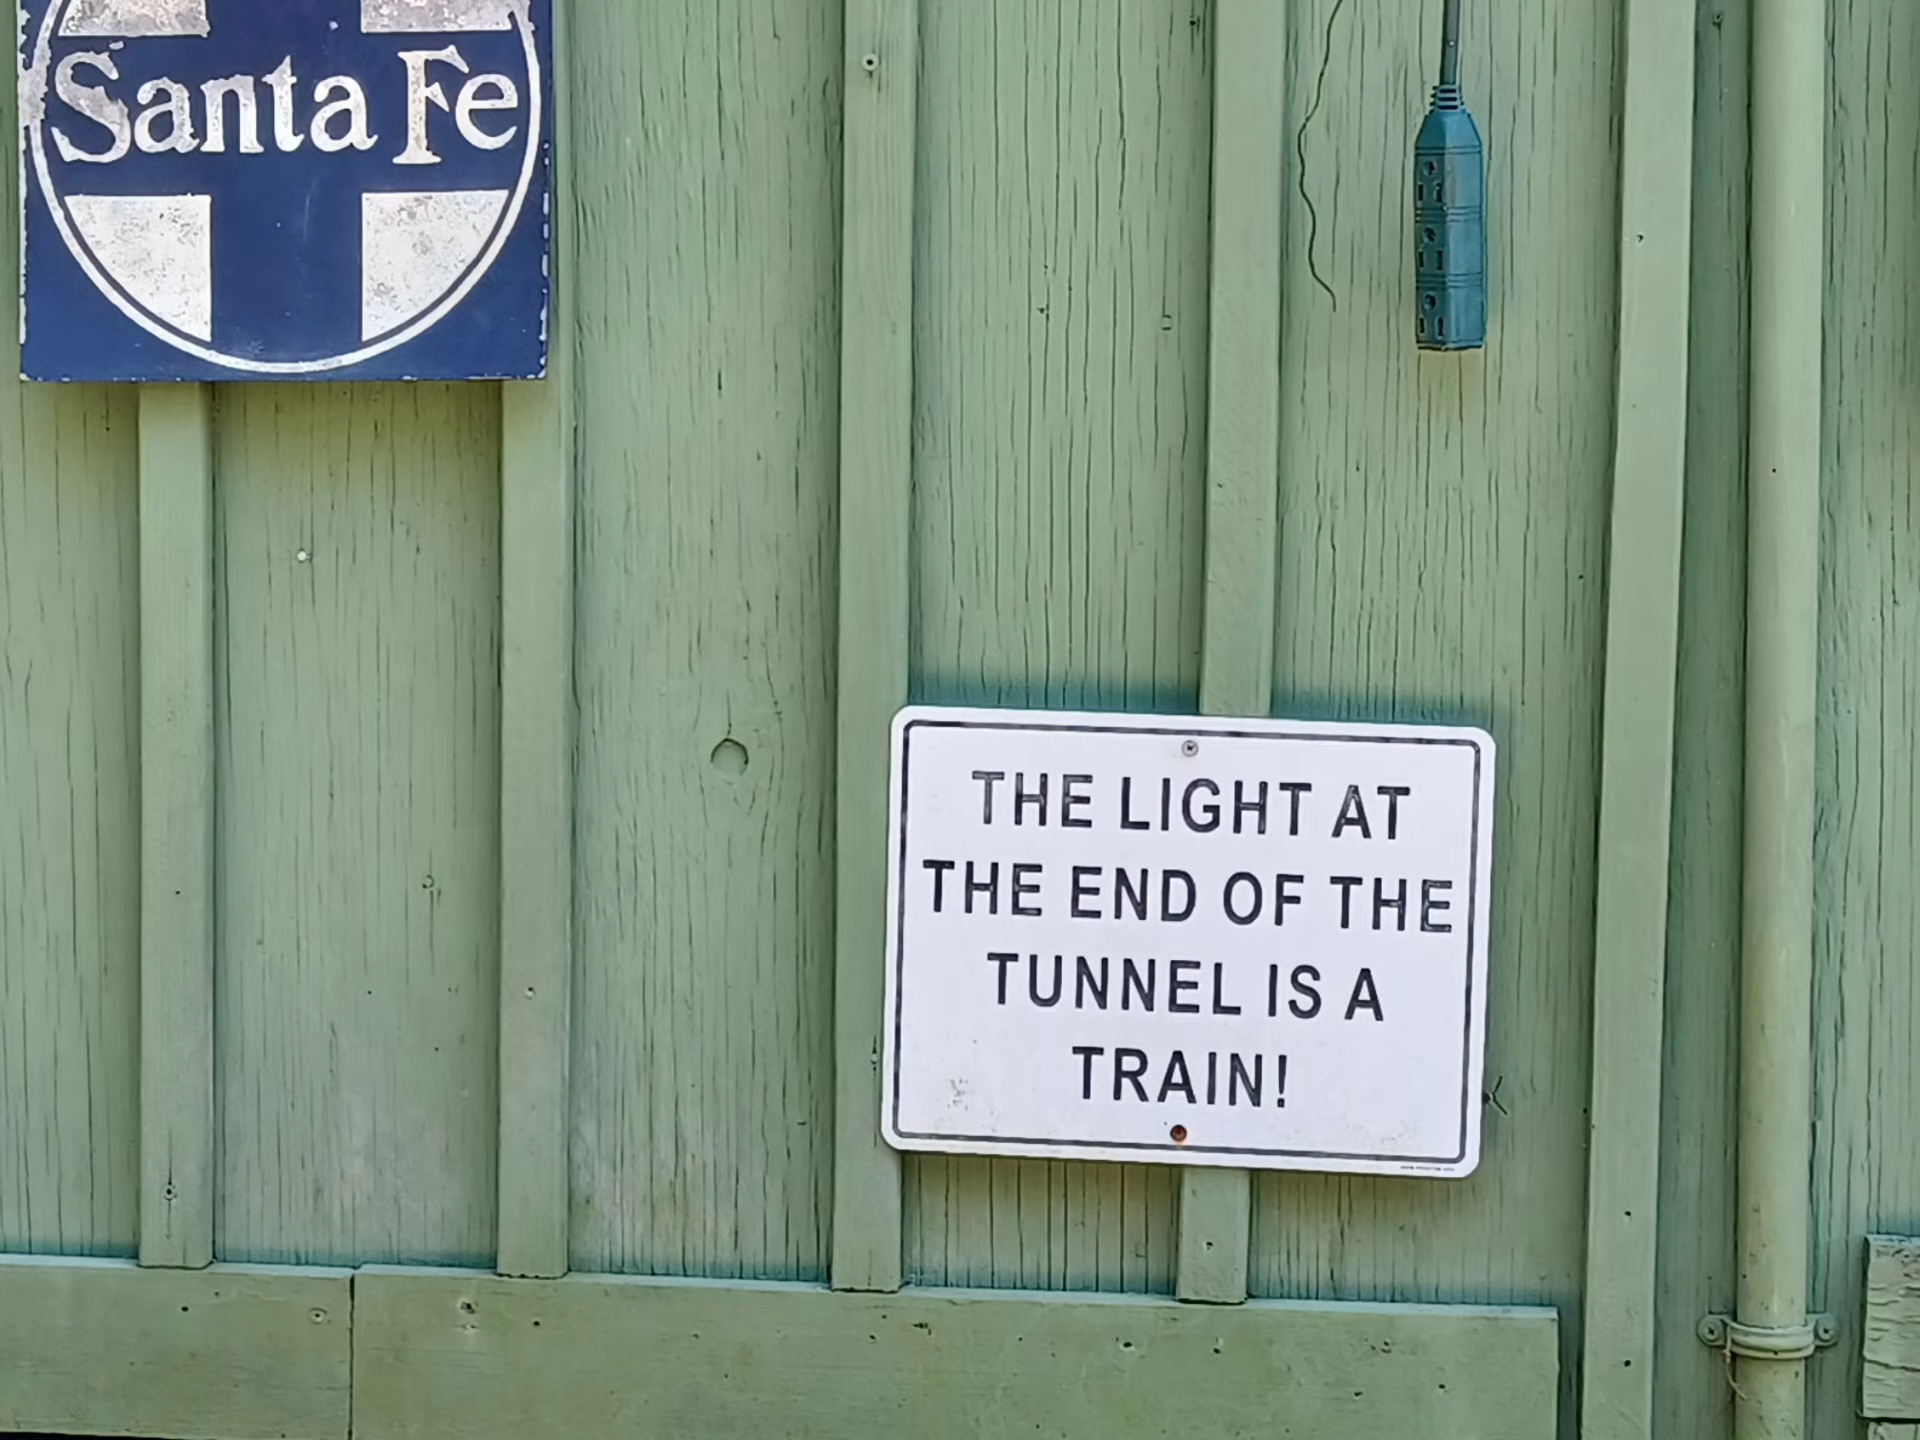 Santa Fe
THE LIGHT AT
THE END OF THE
TUNNEL IS A
TRAIN!